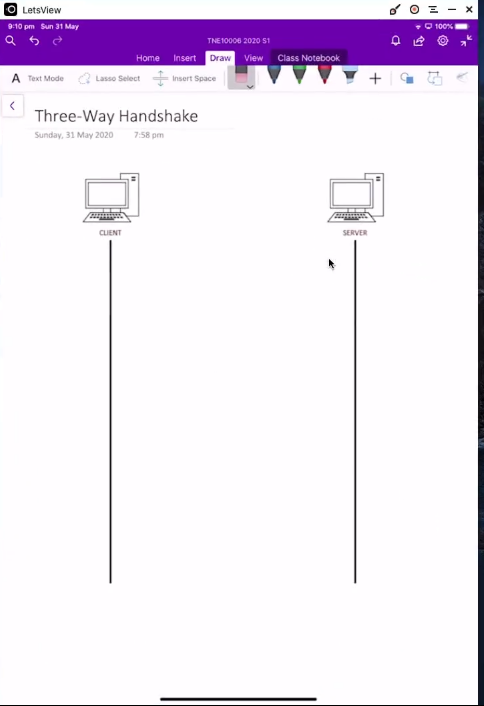 LetsView
9:10 pm Sun 31 May
100%
TNE10006 2020 S1
Home Insert Draw View Class Notebook
A Text Mode Lasso Select Insert Space
Three-Way Handshake
Sunday, 31 May 2020 7:58 pm
CLIENT SERVER